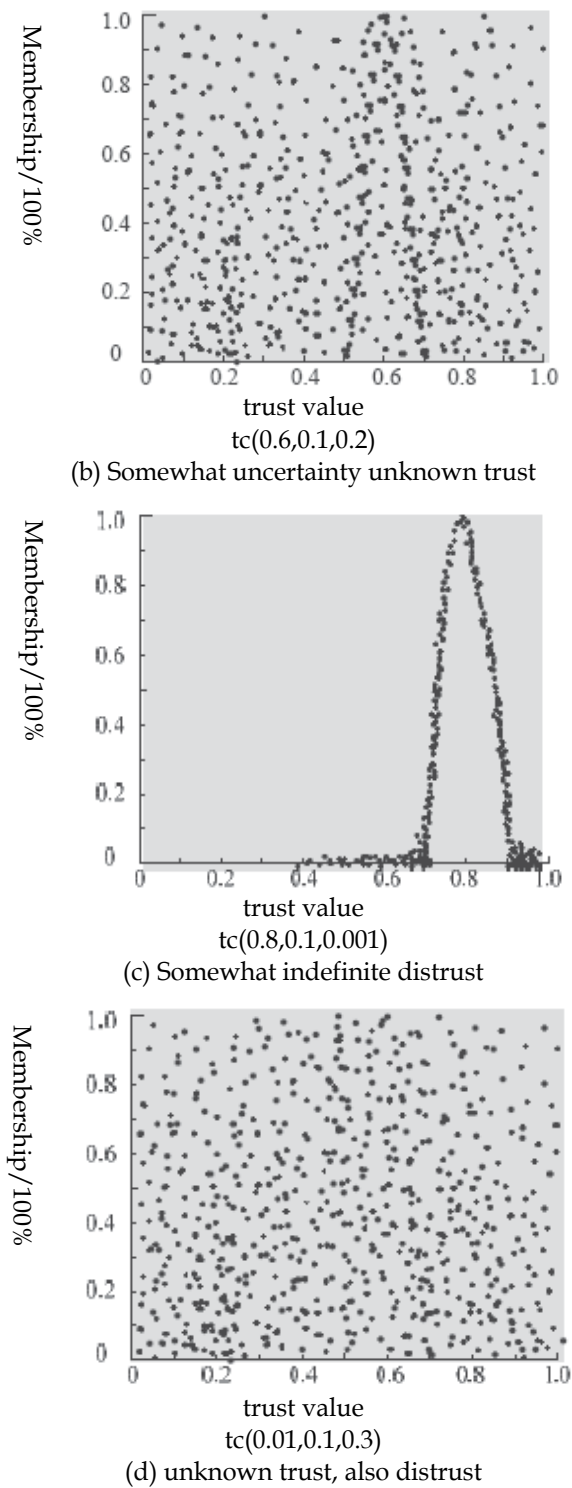 Membership/100%
1.0
0.8
0.6
0.4
0.2
0
0 0.2 0.4 0.6 0.8 1.0
trust value
tc(0.6,0.1,0.2)
(b) Somewhat uncertainty unknown trust
Membership/100%
1.0
0.8
0.6
0.4
0.2
0
0 0.2 0.4 0.6 0.8 1.0
trust value
tc(0.8,0.1,0.001)
(c) Somewhat indefinite distrust
Membership/100%
1.0
0.8
0.6
0.4
0.2
0
0 0.2 0.4 0.6 0.8 1.0
trust value
tc(0.01,0.1,0.3)
(d) unknown trust, also distrust